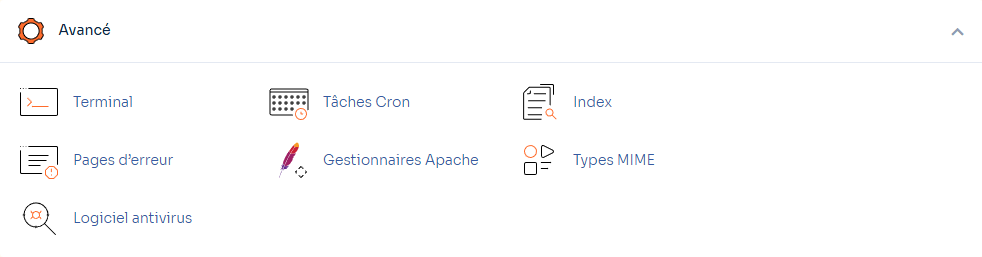 Avancé
Terminal
Tâches Cron
Index
Pages d’erreur
Gestionnaires Apache
Types MIME
Logiciel antivirus